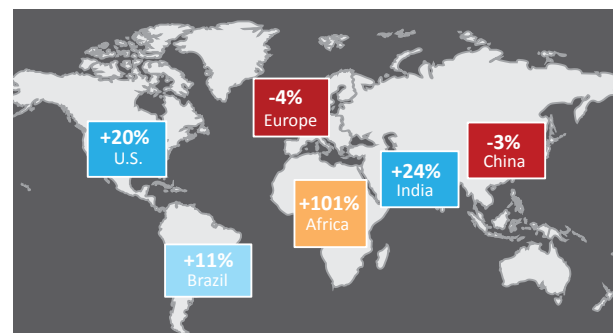 -4%
Europe
+20%
U.S.
-3%
China
+24%
India
+101%
Africa
+11%
Brazil